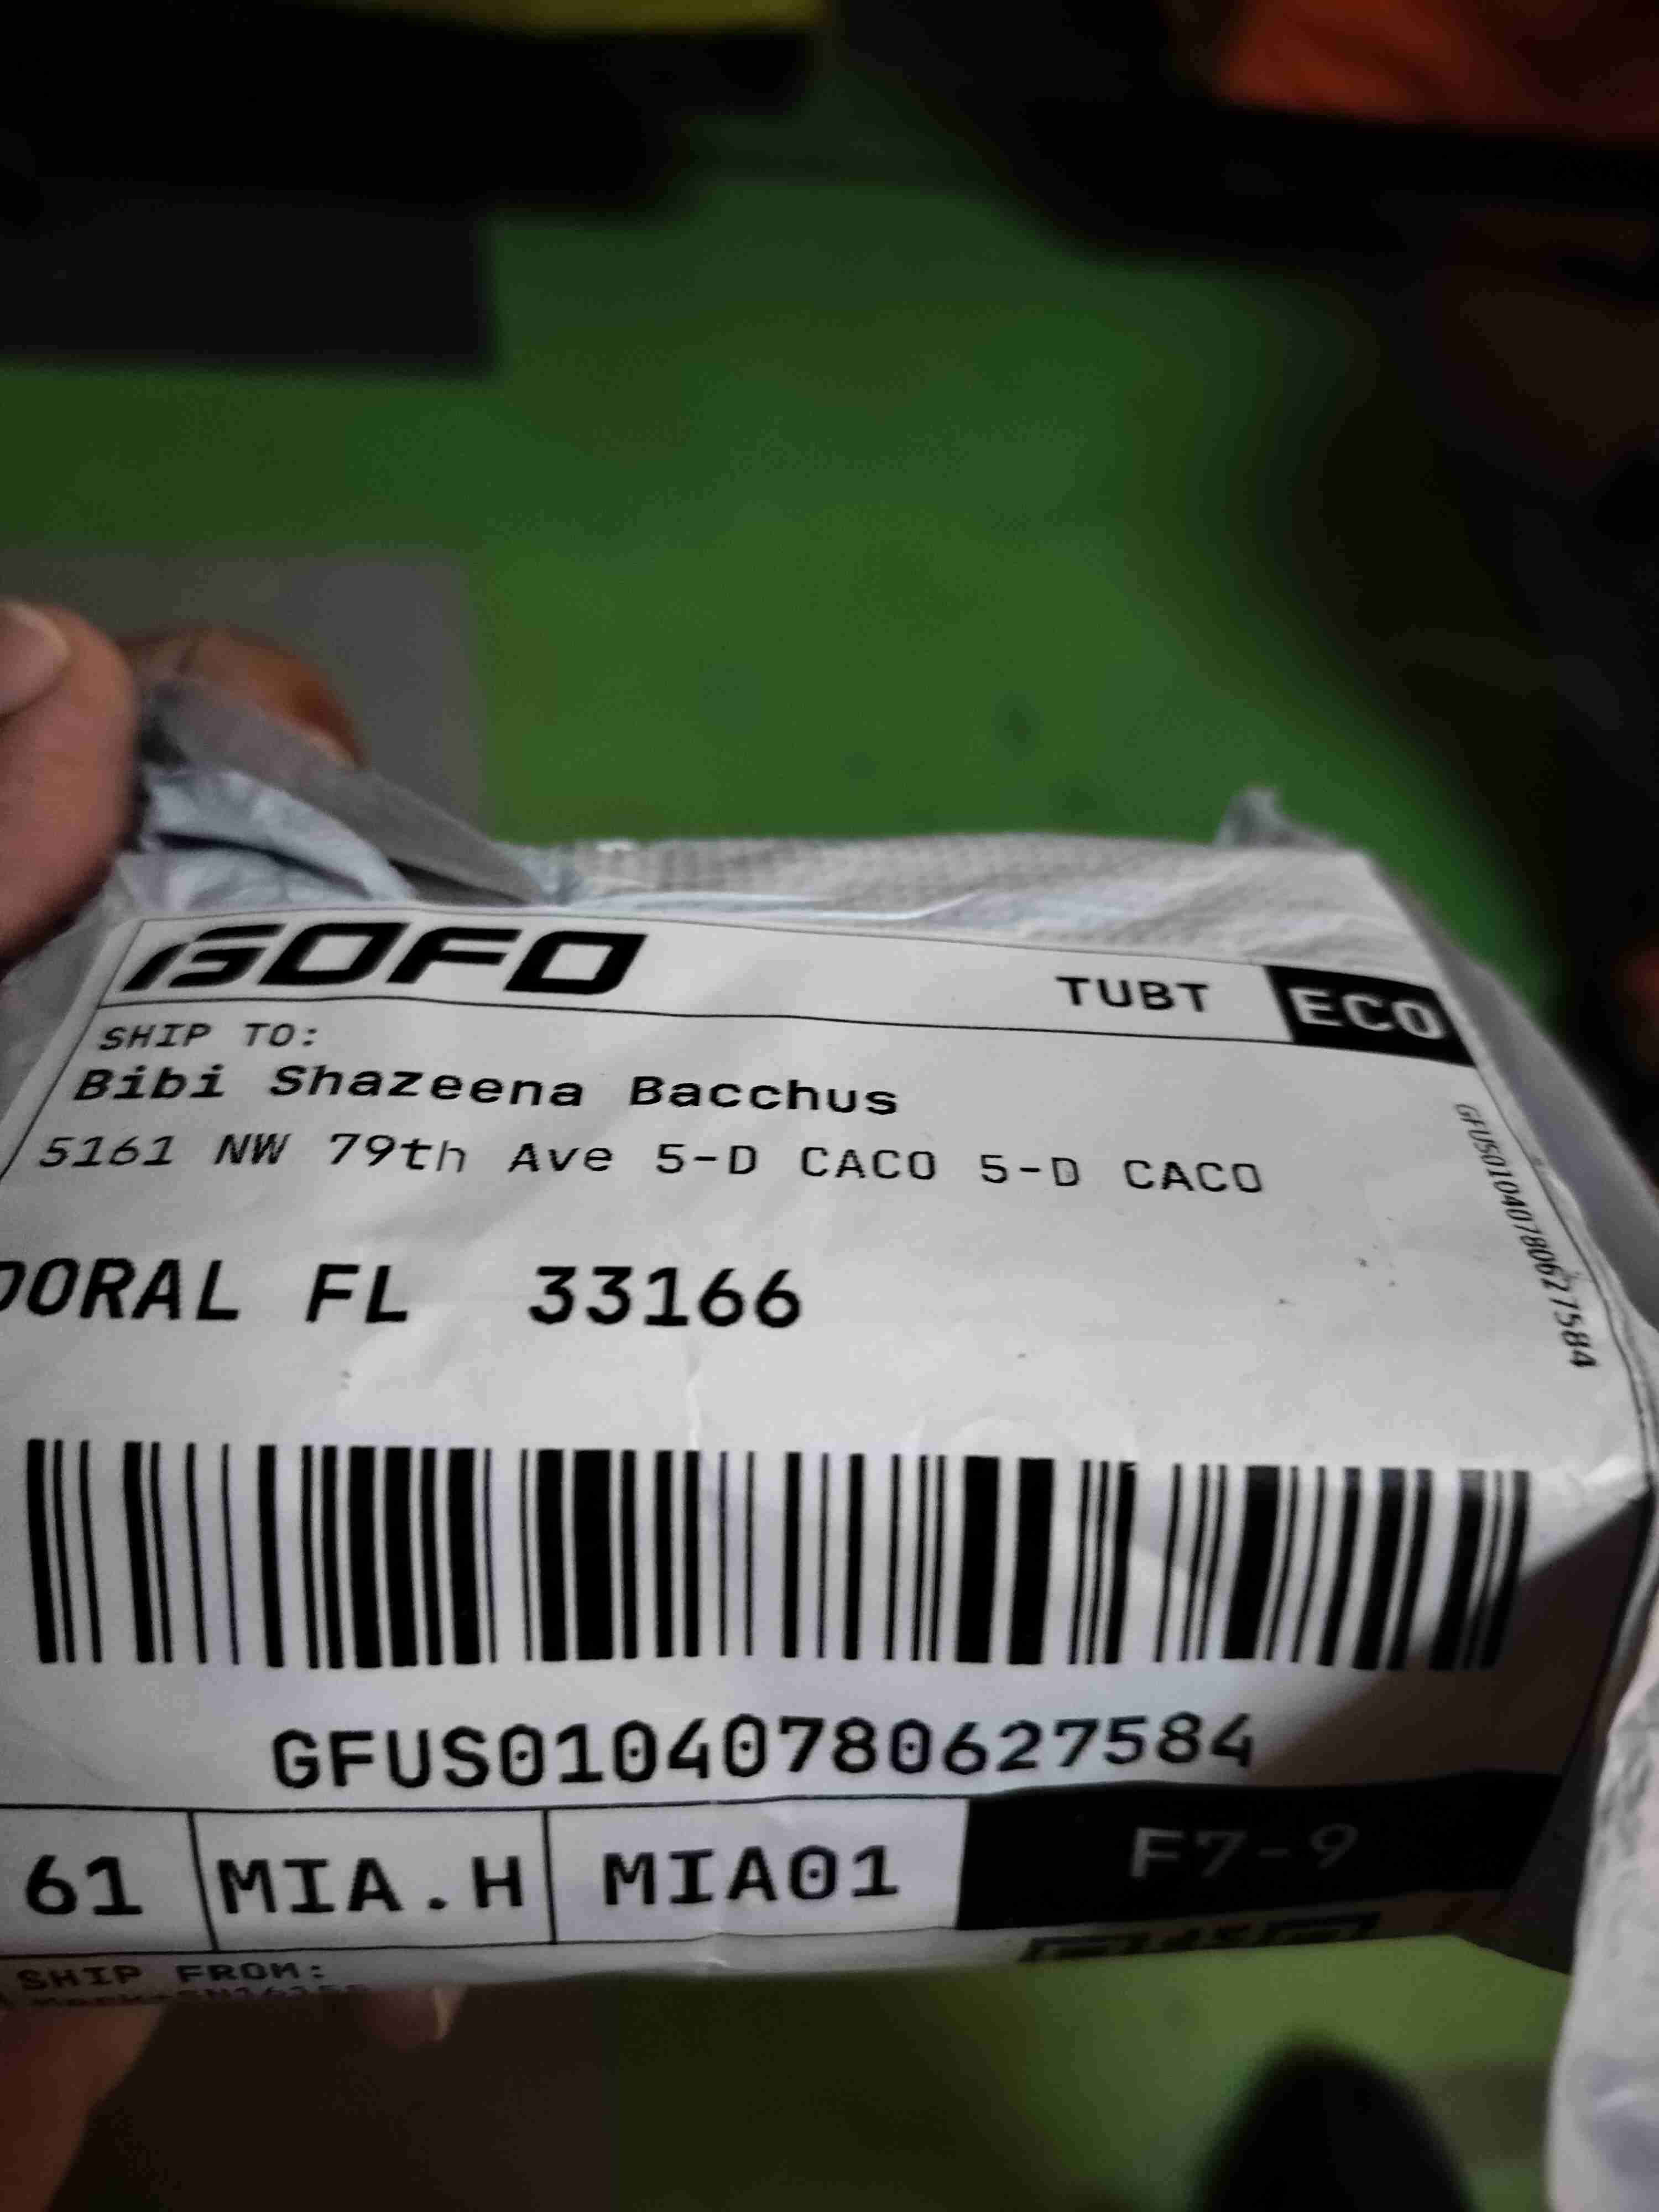 GOFO TUBT ECO
SHIP TO:
Bibi Shazeena Bacchus
5161 NW 79th Ave 5-D CACO 5-D CACO
DORAL FL 33166
GFUS01040780627584
GFUS01040780627584
61 MIA.H MIA01 F7-9
SHIP FROM: